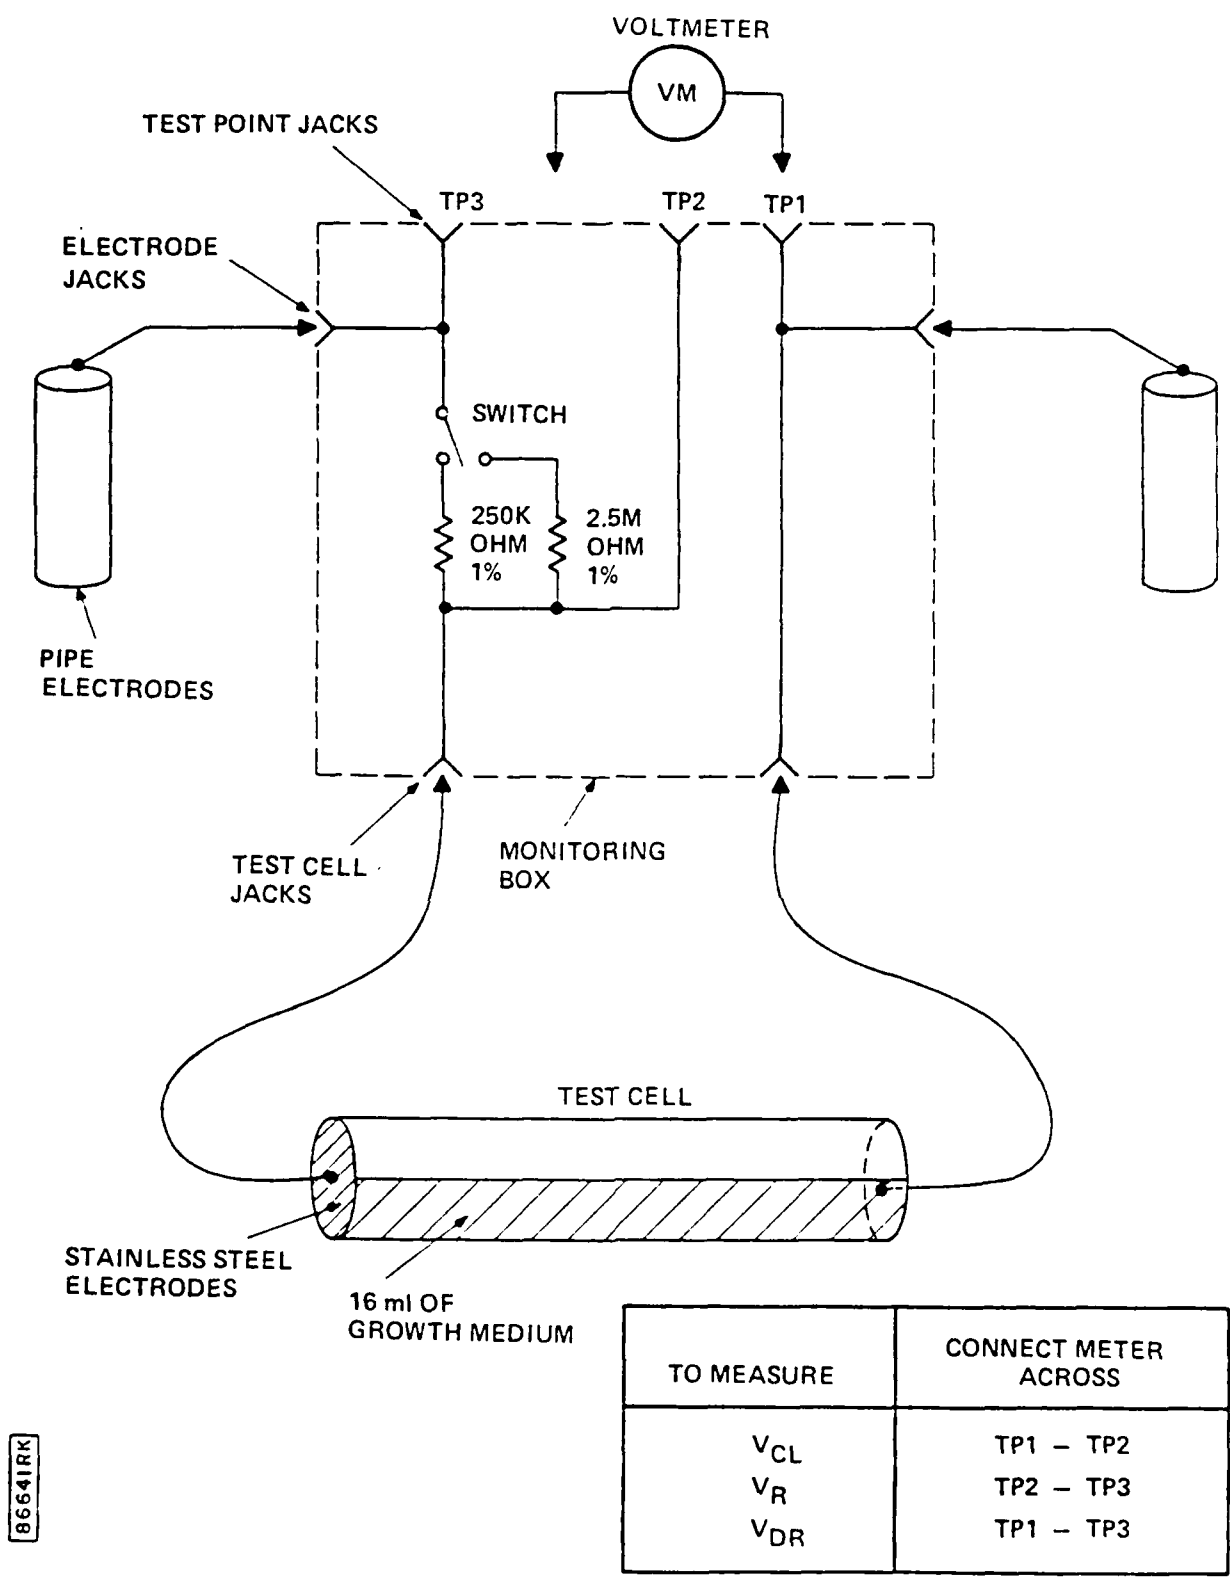 VOLTMETER
VM
TEST POINT JACKS
TP3
TP2
TP1
ELECTRODE
JACKS
SWITCH
250K
OHM
1%
2.5M
OHM
1%
PIPE
ELECTRODES
TEST CELL
JACKS
MONITORING
BOX
TEST CELL
STAINLESS STEEL
ELECTRODES
16 ml OF
GROWTH MEDIUM
TO MEASURE
CONNECT METER
ACROSS
VCL
TP1 – TP2
VR
TP2 – TP3
VDR
TP1 – TP3
86641RK